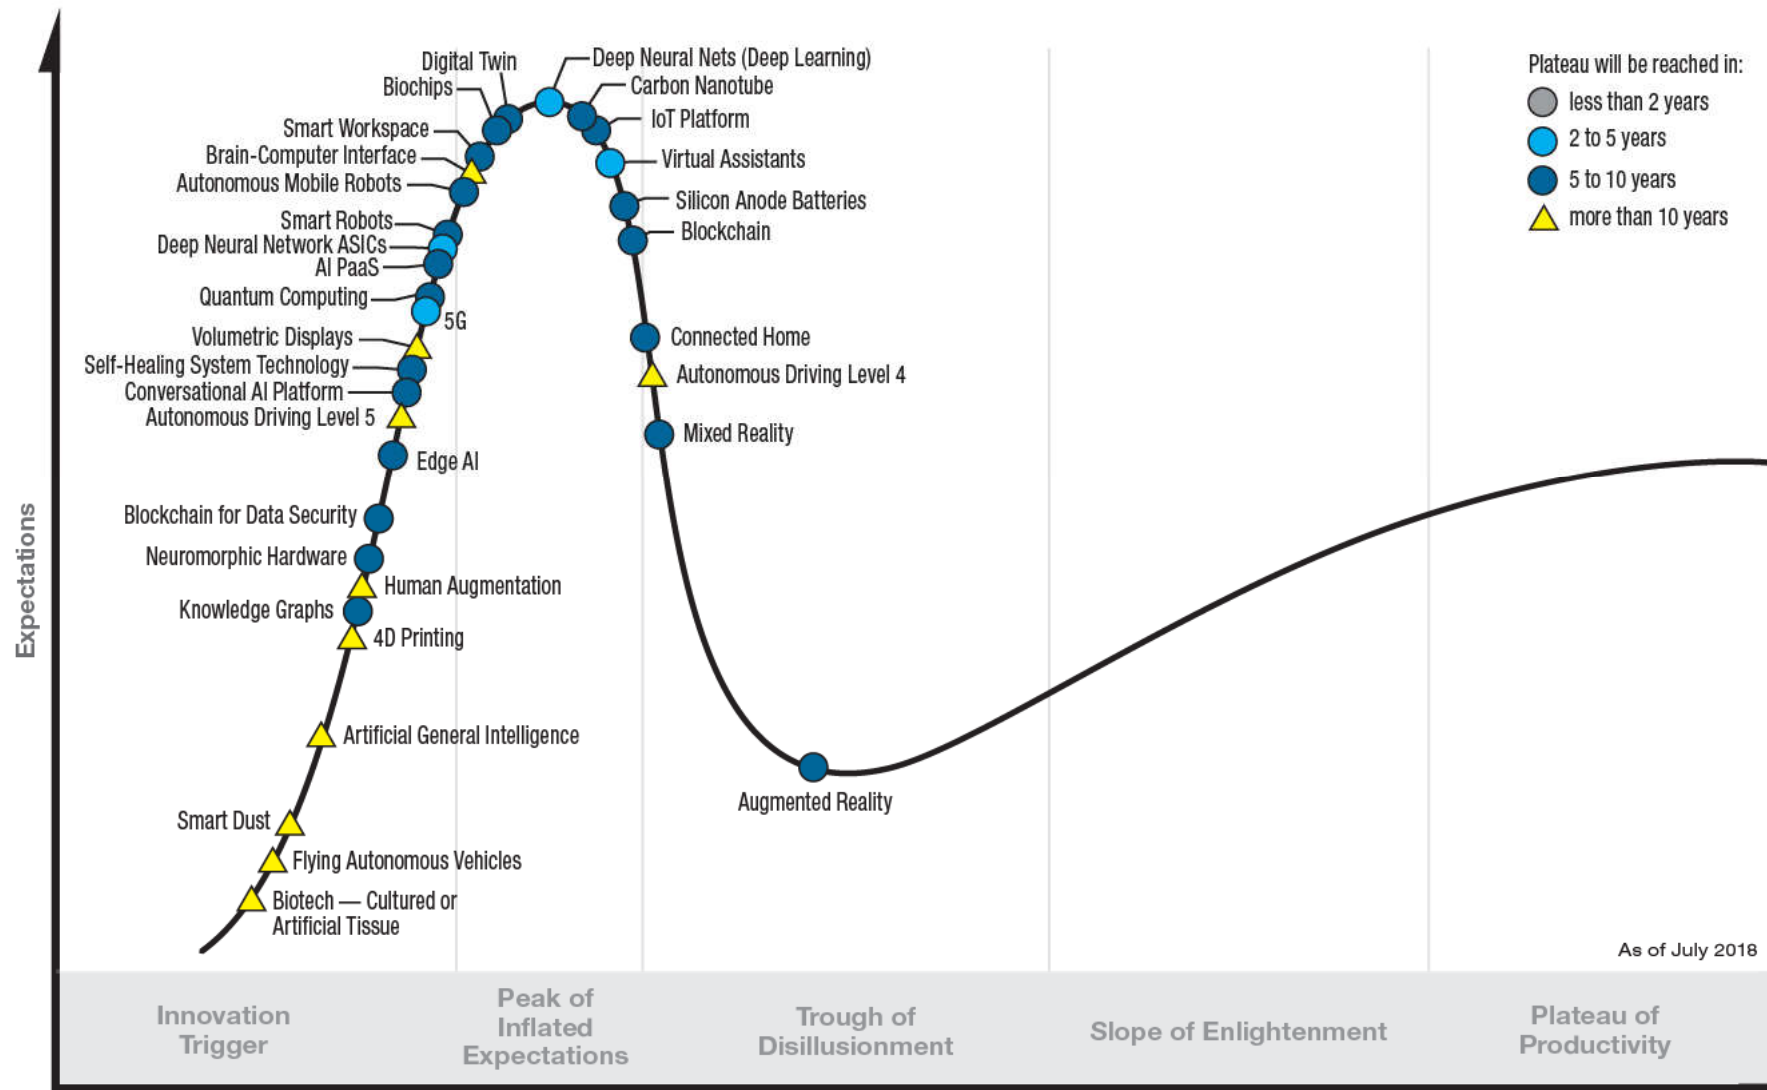 Digital Twin
Biochips
Smart Workspace
Brain-Computer Interface
Autonomous Mobile Robots
Smart Robots
Deep Neural Network ASICs
AI PaaS
Quantum Computing
5G
Volumetric Displays
Self-Healing System Technology
Conversational AI Platform
Autonomous Driving Level 5
Edge AI
Blockchain for Data Security
Neuromorphic Hardware
Human Augmentation
Knowledge Graphs
4D Printing
Artificial General Intelligence
Smart Dust
Flying Autonomous Vehicles
Biotech — Cultured or
Artificial Tissue
Deep Neural Nets (Deep Learning)
Carbon Nanotube
IoT Platform
Virtual Assistants
Silicon Anode Batteries
Blockchain
Connected Home
Autonomous Driving Level 4
Mixed Reality
Augmented Reality
Plateau will be reached in:
less than 2 years
2 to 5 years
5 to 10 years
more than 10 years
As of July 2018
Expectations
Innovation
Trigger
Peak of
Inflated
Expectations
Trough of
Disillusionment
Slope of Enlightenment
Plateau of
Productivity